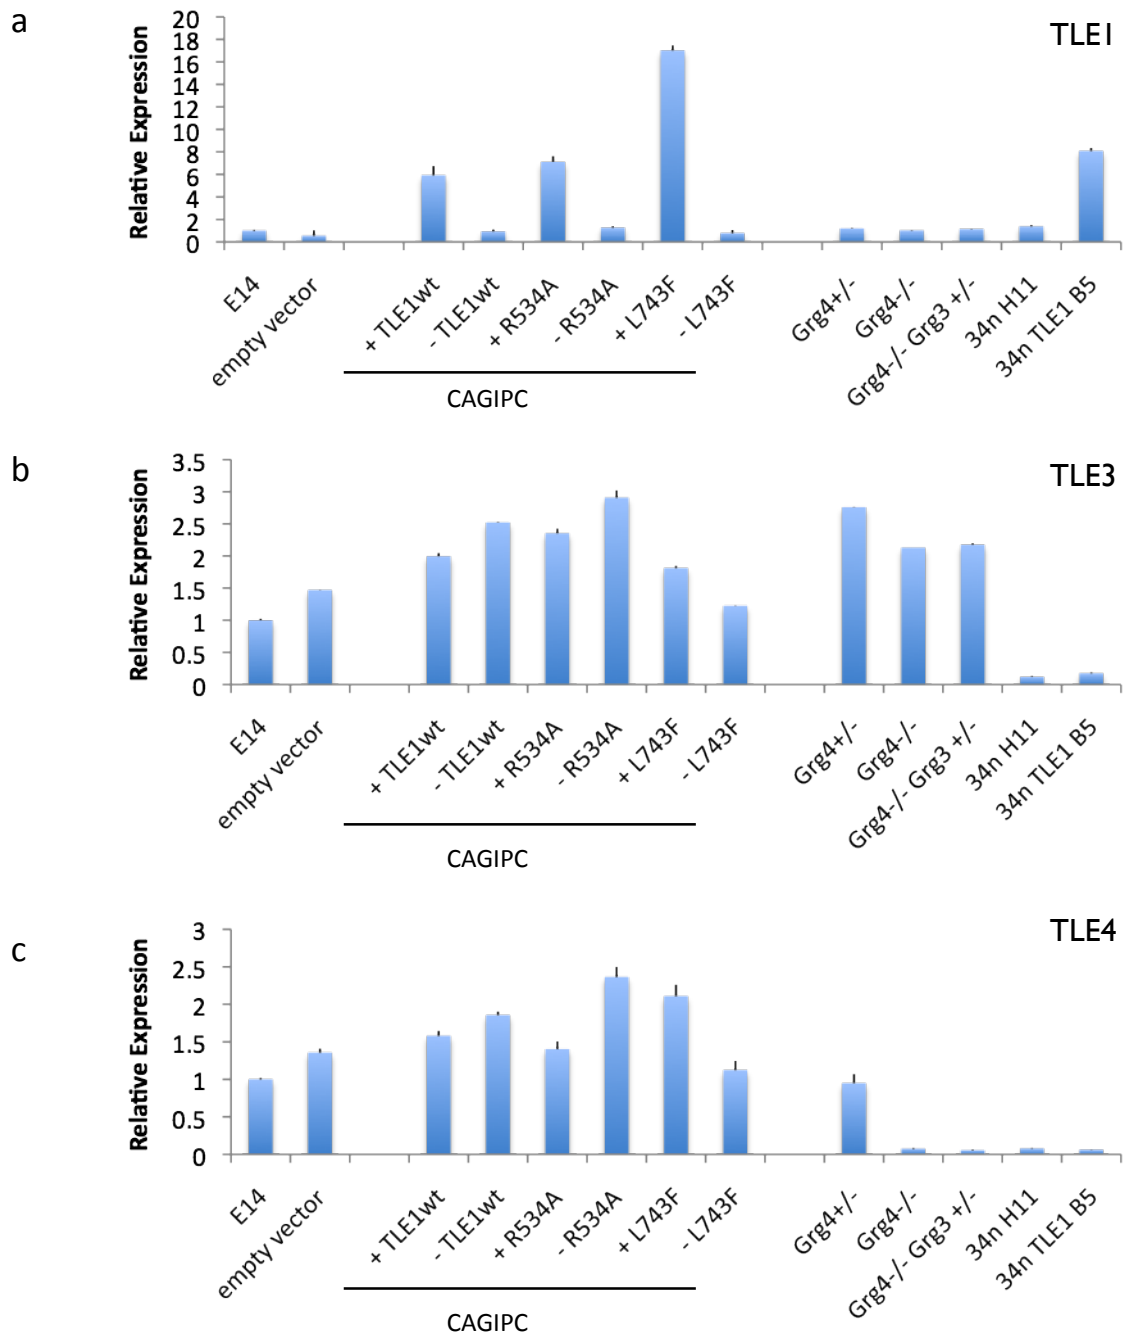 a
TLE1
Relative Expression
20
18
16
14
12
10
8
6
4
2
0
E14
empty vector
+ TLE1wt
- TLE1wt
+ R534A
- R534A
+ L743F
- L743F
Grg4+/-
Grg4-/-
Grg4-/- Grg3 +/-
34n H11
34n TLE1 B5
CAGIPC
b
TLE3
Relative Expression
3.5
3
2.5
2
1.5
1
0.5
0
E14
empty vector
+ TLE1wt
- TLE1wt
+ R534A
- R534A
+ L743F
- L743F
Grg4+/-
Grg4-/-
Grg4-/- Grg3 +/-
34n H11
34n TLE1 B5
CAGIPC
c
TLE4
Relative Expression
3
2.5
2
1.5
1
0.5
0
E14
empty vector
+ TLE1wt
- TLE1wt
+ R534A
- R534A
+ L743F
- L743F
Grg4+/-
Grg4-/-
Grg4-/- Grg3 +/-
34n H11
34n TLE1 B5
CAGIPC